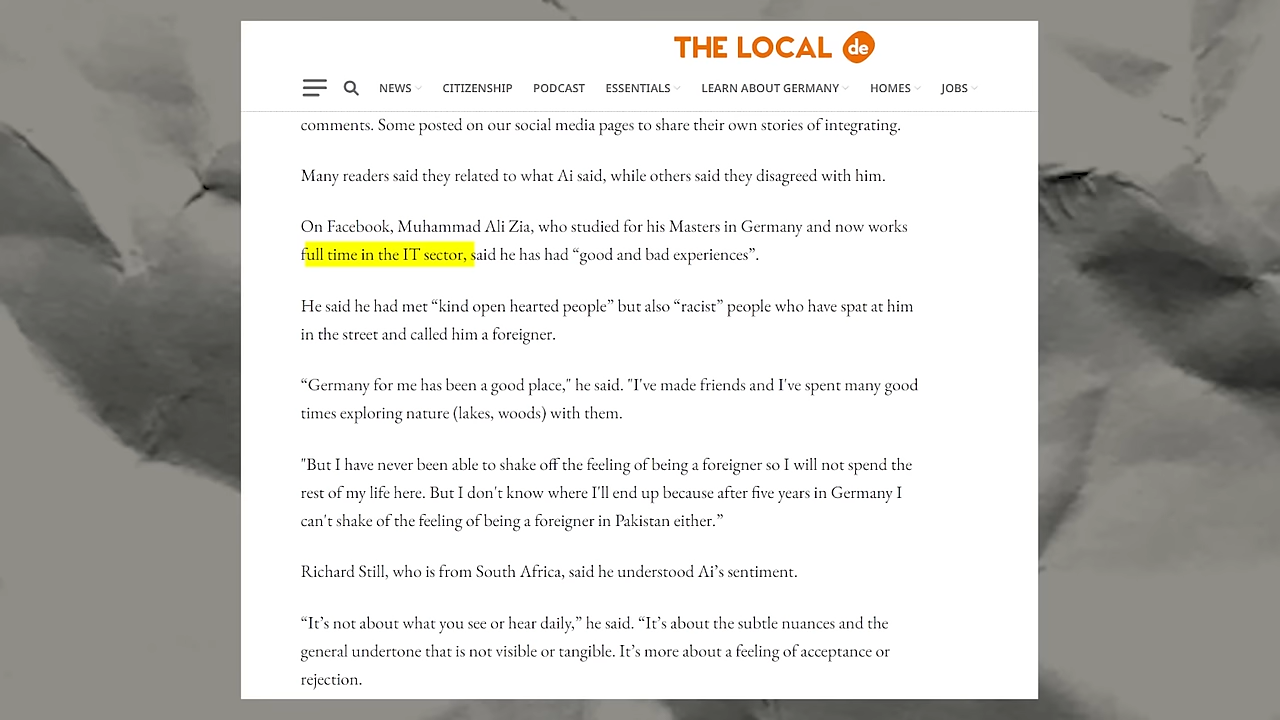 THE LOCAL de
NEWS CITIZENSHIP PODCAST ESSENTIALS LEARN ABOUT GERMANY HOMES JOBS
comments. Some posted on our social media pages to share their own stories of integrating.
Many readers said they related to what Ai said, while others said they disagreed with him.
On Facebook, Muhammad Ali Zia, who studied for his Masters in Germany and now works
full time in the IT sector, said he has had “good and bad experiences”.
He said he had met “kind open hearted people” but also “racist” people who have spat at him
in the street and called him a foreigner.
“Germany for me has been a good place," he said. "I've made friends and I've spent many good
times exploring nature (lakes, woods) with them.
"But I have never been able to shake off the feeling of being a foreigner so I will not spend the
rest of my life here. But I don't know where I'll end up because after five years in Germany I
can't shake of the feeling of being a foreigner in Pakistan either.”
Richard Still, who is from South Africa, said he understood Ai’s sentiment.
“It’s not about what you see or hear daily,” he said. “It’s about the subtle nuances and the
general undertone that is not visible or tangible. It’s more about a feeling of acceptance or
rejection.